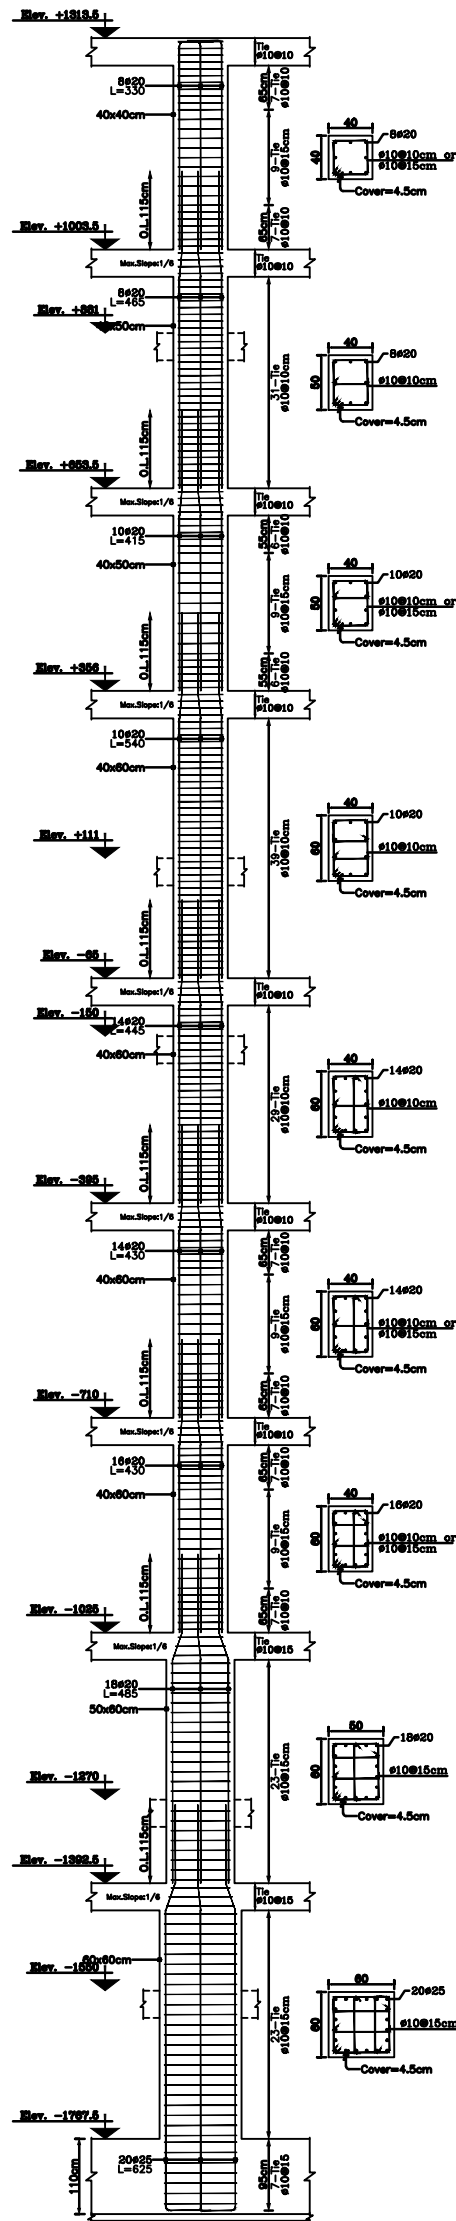 Elev. +1313.5
Tie
ø10@10
8ø20
L=330
65cm
7-Tie
ø10@10
40x40cm
9-Tie
ø10@15cm
40
40
8ø20
ø10@10cm or
ø10@15cm
Cover=4.5cm
O.L.115cm
65cm
7-Tie
ø10@10
Elev. +1003.5
Max.Slope:1/6
Tie
ø10@10
8ø20
L=465
Elev. +881
x50cm
31-Tie
ø10@10cm
40
50
8ø20
ø10@10cm
Cover=4.5cm
O.L.115cm
Elev. +653.5
Max.Slope:1/6
Tie
ø10@10
10ø20
L=415
55cm
6-Tie
ø10@10
40x50cm
9-Tie
ø10@15cm
40
50
10ø20
ø10@10cm or
ø10@15cm
Cover=4.5cm
O.L.115cm
55cm
6-Tie
ø10@10
Elev. +356
Max.Slope:1/6
Tie
ø10@10
10ø20
L=540
40x60cm
Elev. +111
39-Tie
ø10@10cm
40
60
10ø20
ø10@10cm
Cover=4.5cm
O.L.115cm
Elev. -65
Max.Slope:1/6
Tie
ø10@10
Elev. -150
14ø20
L=445
40x60cm
29-Tie
ø10@10cm
40
60
14ø20
ø10@10cm
Cover=4.5cm
O.L.115cm
Elev. -395
Max.Slope:1/6
Tie
ø10@10
14ø20
L=430
65cm
7-Tie
ø10@10
40x60cm
9-Tie
ø10@15cm
40
60
14ø20
ø10@10cm or
ø10@15cm
Cover=4.5cm
O.L.115cm
65cm
7-Tie
ø10@10
Elev. -710
Max.Slope:1/6
Tie
ø10@10
16ø20
L=430
65cm
7-Tie
ø10@10
40x60cm
9-Tie
ø10@15cm
40
60
16ø20
ø10@10cm or
ø10@15cm
Cover=4.5cm
O.L.115cm
65cm
7-Tie
ø10@10
Elev. -1025
Max.Slope:1/6
Tie
ø10@15
18ø20
L=485
50x60cm
Elev. -1270
23-Tie
ø10@15cm
50
60
18ø20
ø10@15cm
Cover=4.5cm
O.L.115cm
Elev. -1392.5
Max.Slope:1/6
Tie
ø10@15
60x60cm
Elev. -1550
23-Tie
ø10@15cm
60
60
20ø25
ø10@15cm
Cover=4.5cm
Elev. -1767.5
110cm
20ø25
L=625
95cm
7-Tie
ø10@15